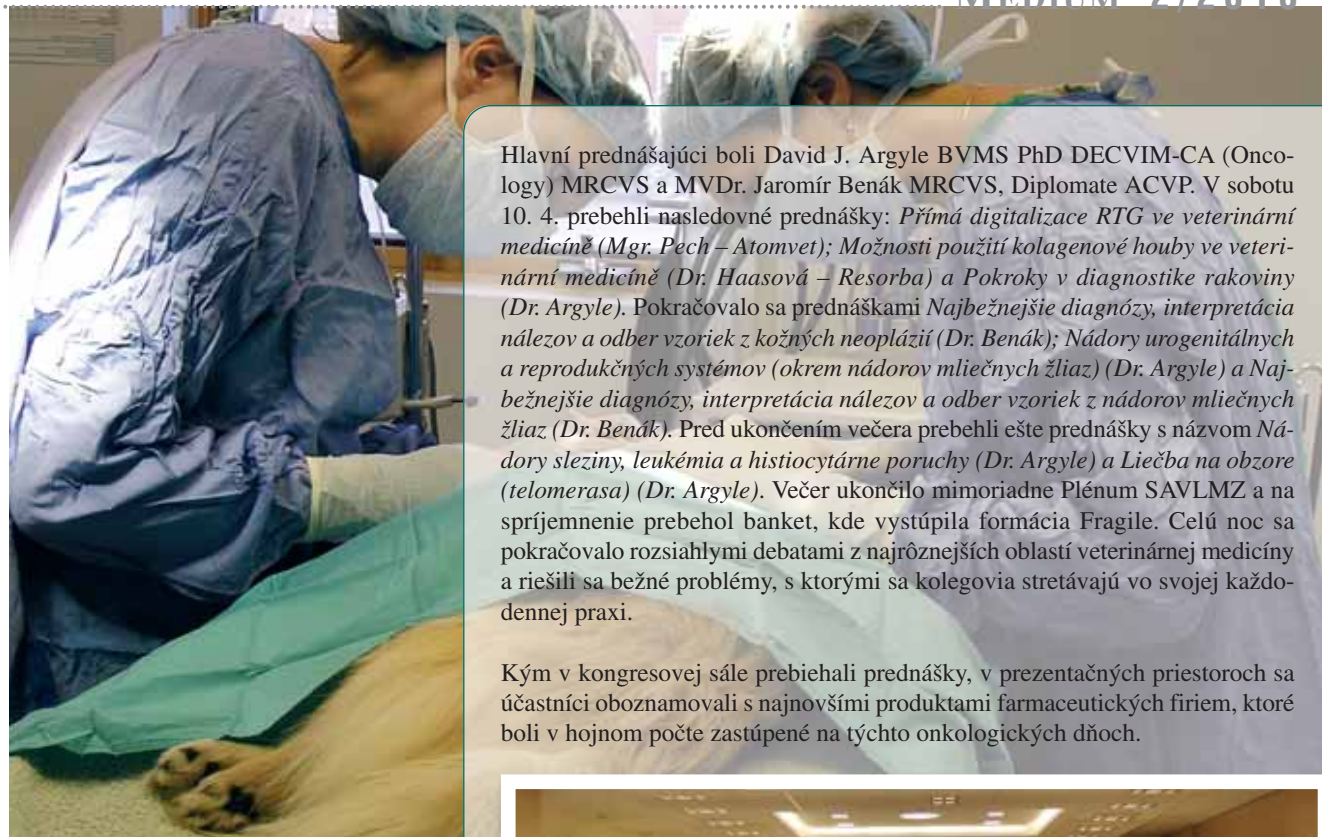 MEDIUM 2/2010
Hlavní prednášajúci boli David J. Argyle BVMS PhD DECVIM-CA (Onco-
logy) MRCVS a MVDr. Jaromír Benák MRCVS, Diplomate ACVP. V sobotu
10. 4. prebehli nasledovné prednášky: Přímá digitalizace RTG ve veterinární
medicíně (Mgr. Pech – Atomvet); Možnosti použití kolagenové houby ve veteri-
nární medicíně (Dr. Haasová – Resorba) a Pokroky v diagnostike rakoviny
(Dr. Argyle). Pokračovalo sa prednáškami Najbežnejšie diagnózy, interpretácia
nálezov a odber vzoriek z kožných neoplázií (Dr. Benák); Nádory urogenitálnych
a reprodukčných systémov (okrem nádorov mliečnych žliaz) (Dr. Argyle) a Naj-
bežnejšie diagnózy, interpretácia nálezov a odber vzoriek z nádorov mliečnych
žliaz (Dr. Benák). Pred ukončením večera prebehli ešte prednášky s názvom Ná-
dory sleziny, leukémia a histiocytárne poruchy (Dr. Argyle) a Liečba na obzore
(telomerasa) (Dr. Argyle). Večer ukončilo mimoriadne Plénum SAVLMZ a na
spríjemnenie prebehol banket, kde vystúpila formácia Fragile. Celú noc sa
pokračovalo rozsiahlymi debatami z najrôznejších oblastí veterinárnej medicíny
a riešili sa bežné problémy, s ktorými sa kolegovia stretávajú vo svojej každo-
dennej praxi.
Kým v kongresovej sále prebiehali prednášky, v prezentačných priestoroch sa
účastníci oboznamovali s najnovšími produktami farmaceutických firiem, ktoré
boli v hojnom počte zastúpené na týchto onkologických dňoch.